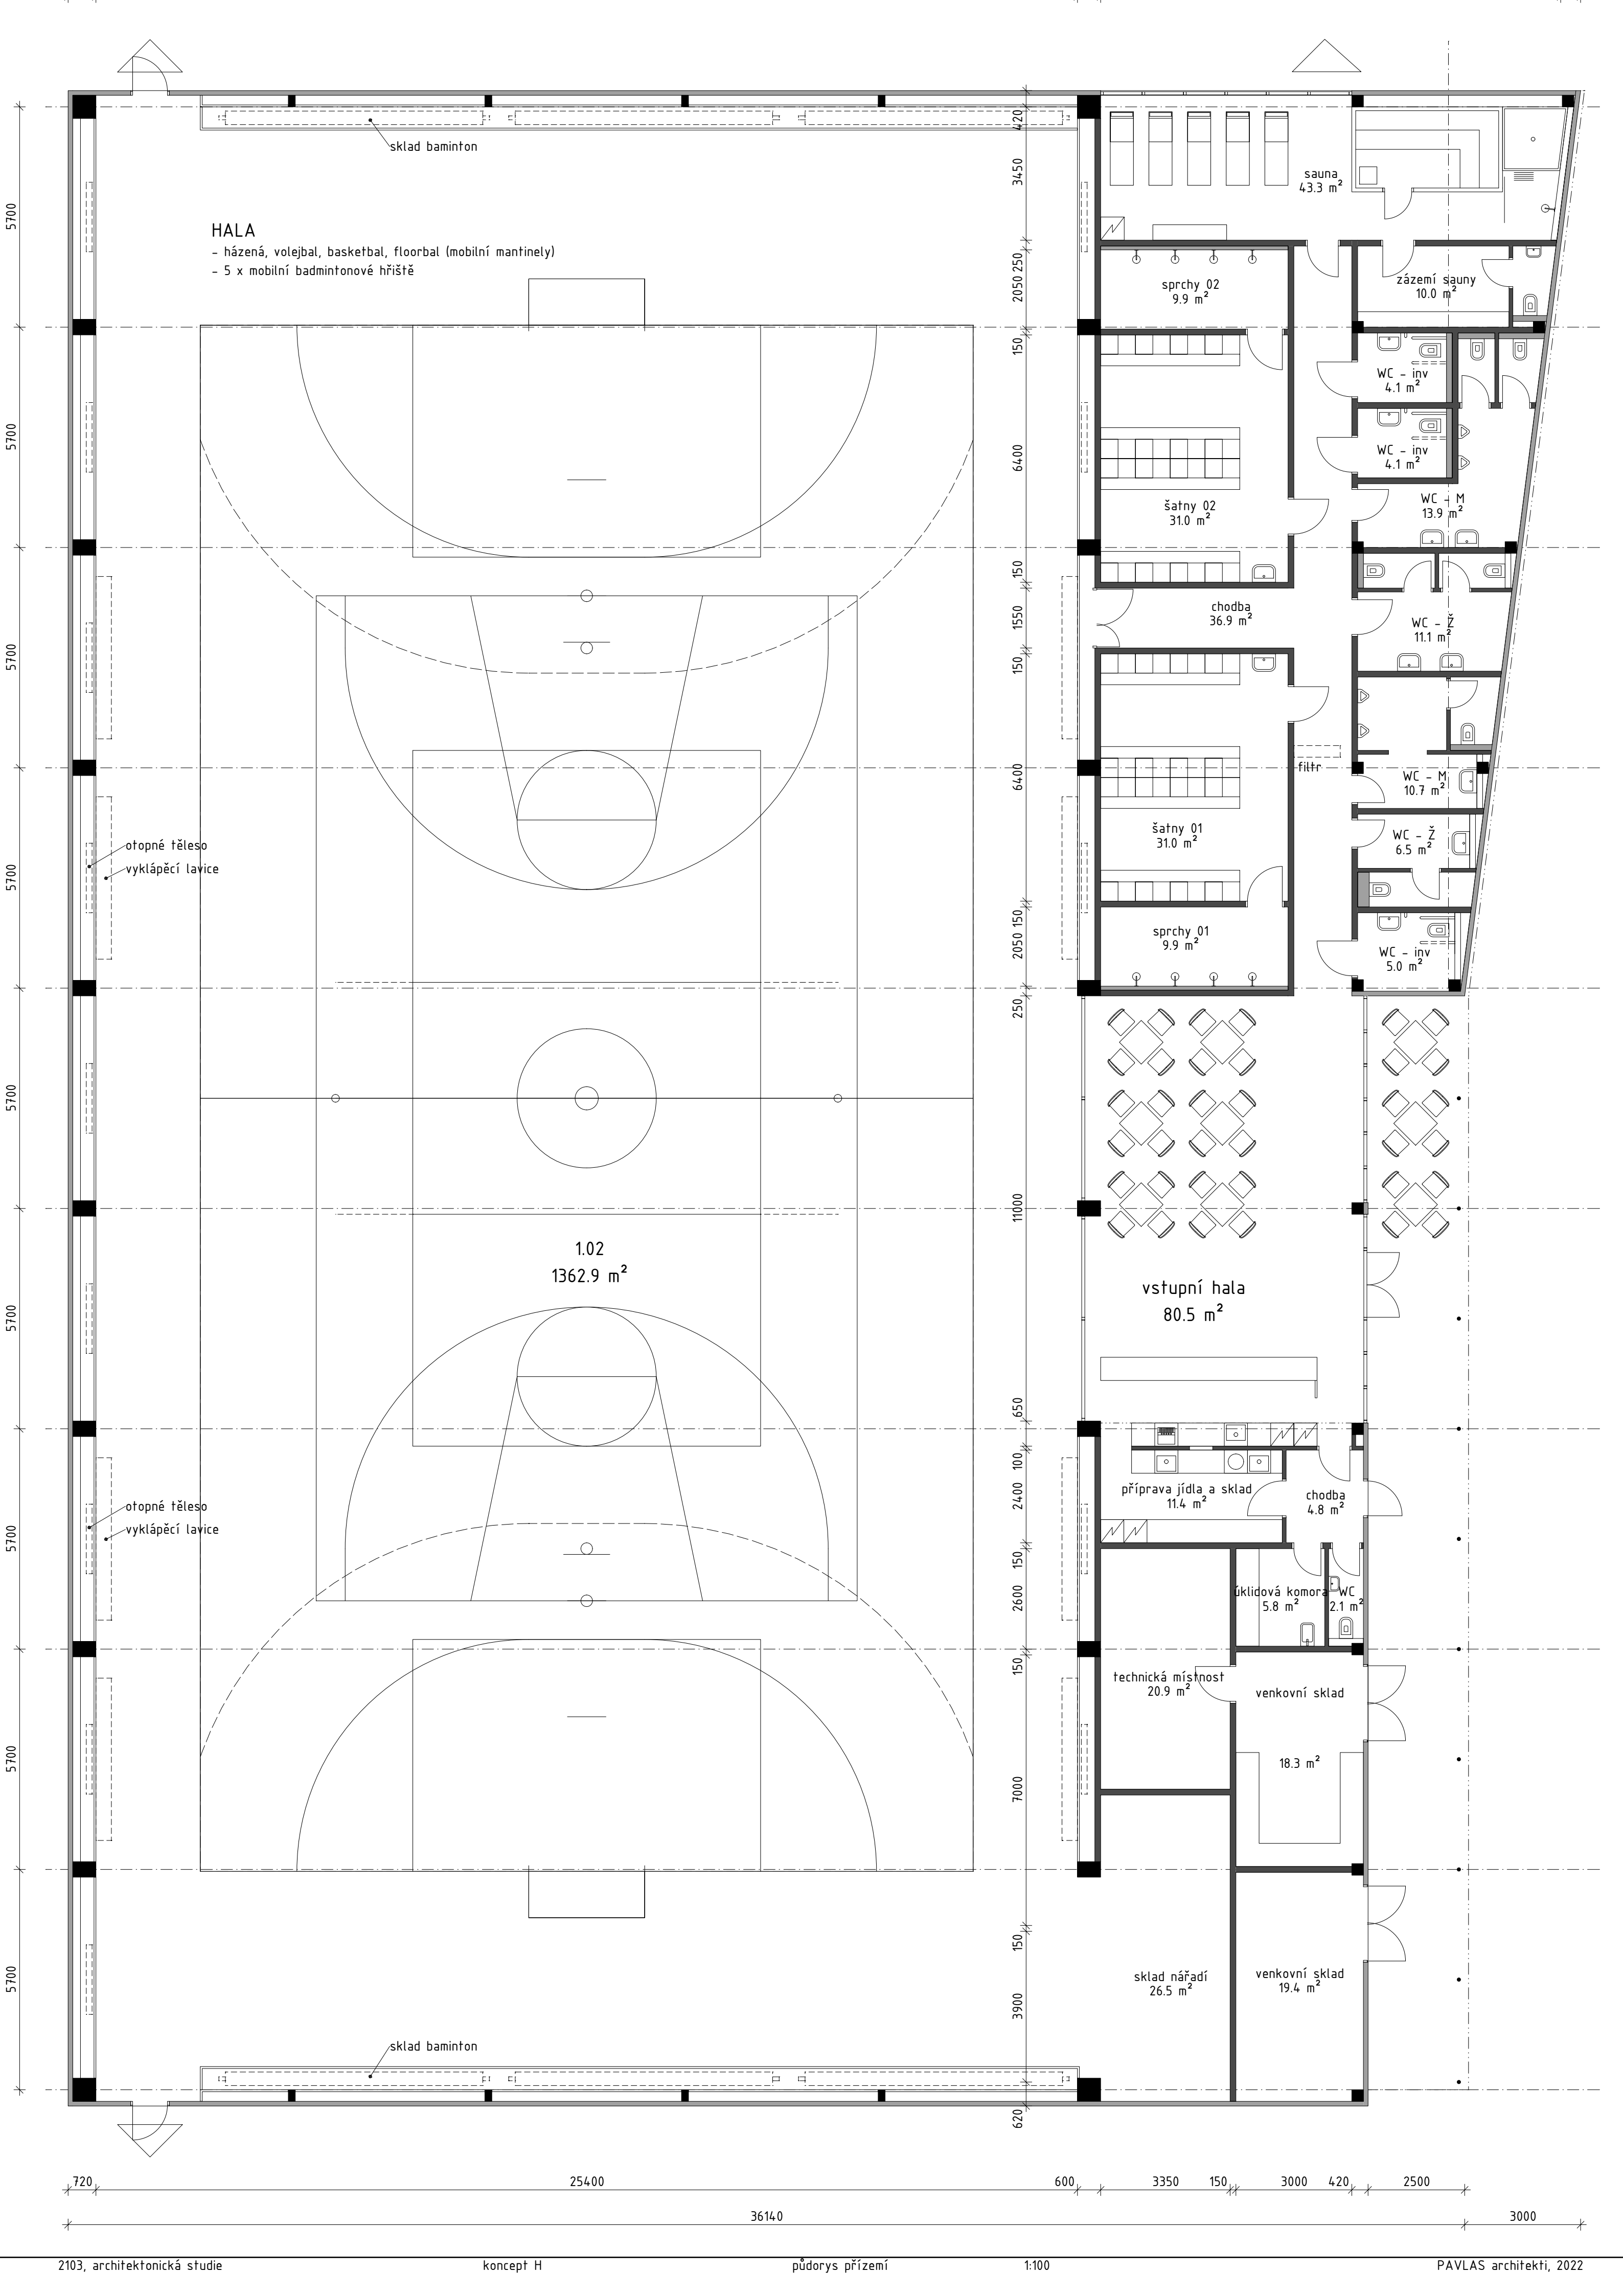 sklad baminton
HALA
- házená, volejbal, basketbal, floorbal (mobilní mantinely)
- 5 x mobilní badmintonové hřiště
sauna
43.3 m²
zázemí sauny
10.0 m²
sprchy 02
9.9 m²
WC - inv
4.1 m²
WC - inv
4.1 m²
šatny 02
31.0 m²
WC - M
13.9 m²
chodba
36.9 m²
WC - Ž
11.1 m²
filtr
WC - M
10.7 m²
šatny 01
31.0 m²
WC - Ž
6.5 m²
sprchy 01
9.9 m²
WC - inv
5.0 m²
otopné těleso
vyklápěcí lavice
1.02
1362.9 m²
vstupní hala
80.5 m²
otopné těleso
vyklápěcí lavice
příprava jídla a sklad
11.4 m²
chodba
4.8 m²
úklidová komora
5.8 m²
WC
2.1 m²
technická místnost
20.9 m²
venkovní sklad
18.3 m²
sklad nářadí
26.5 m²
venkovní sklad
19.4 m²
sklad baminton
5700
5700
5700
5700
5700
5700
5700
5700
5700
420
3450
250
2050
150
6400
150
1550
150
6400
150
2050
250
11000
650
100
2400
150
2600
150
7000
150
3900
620
720 25400 600 3350 150 3000 420 2500
36140 3000
2103, architektonická studie koncept H půdorys přízemí 1:100 PAVLAS architekti, 2022